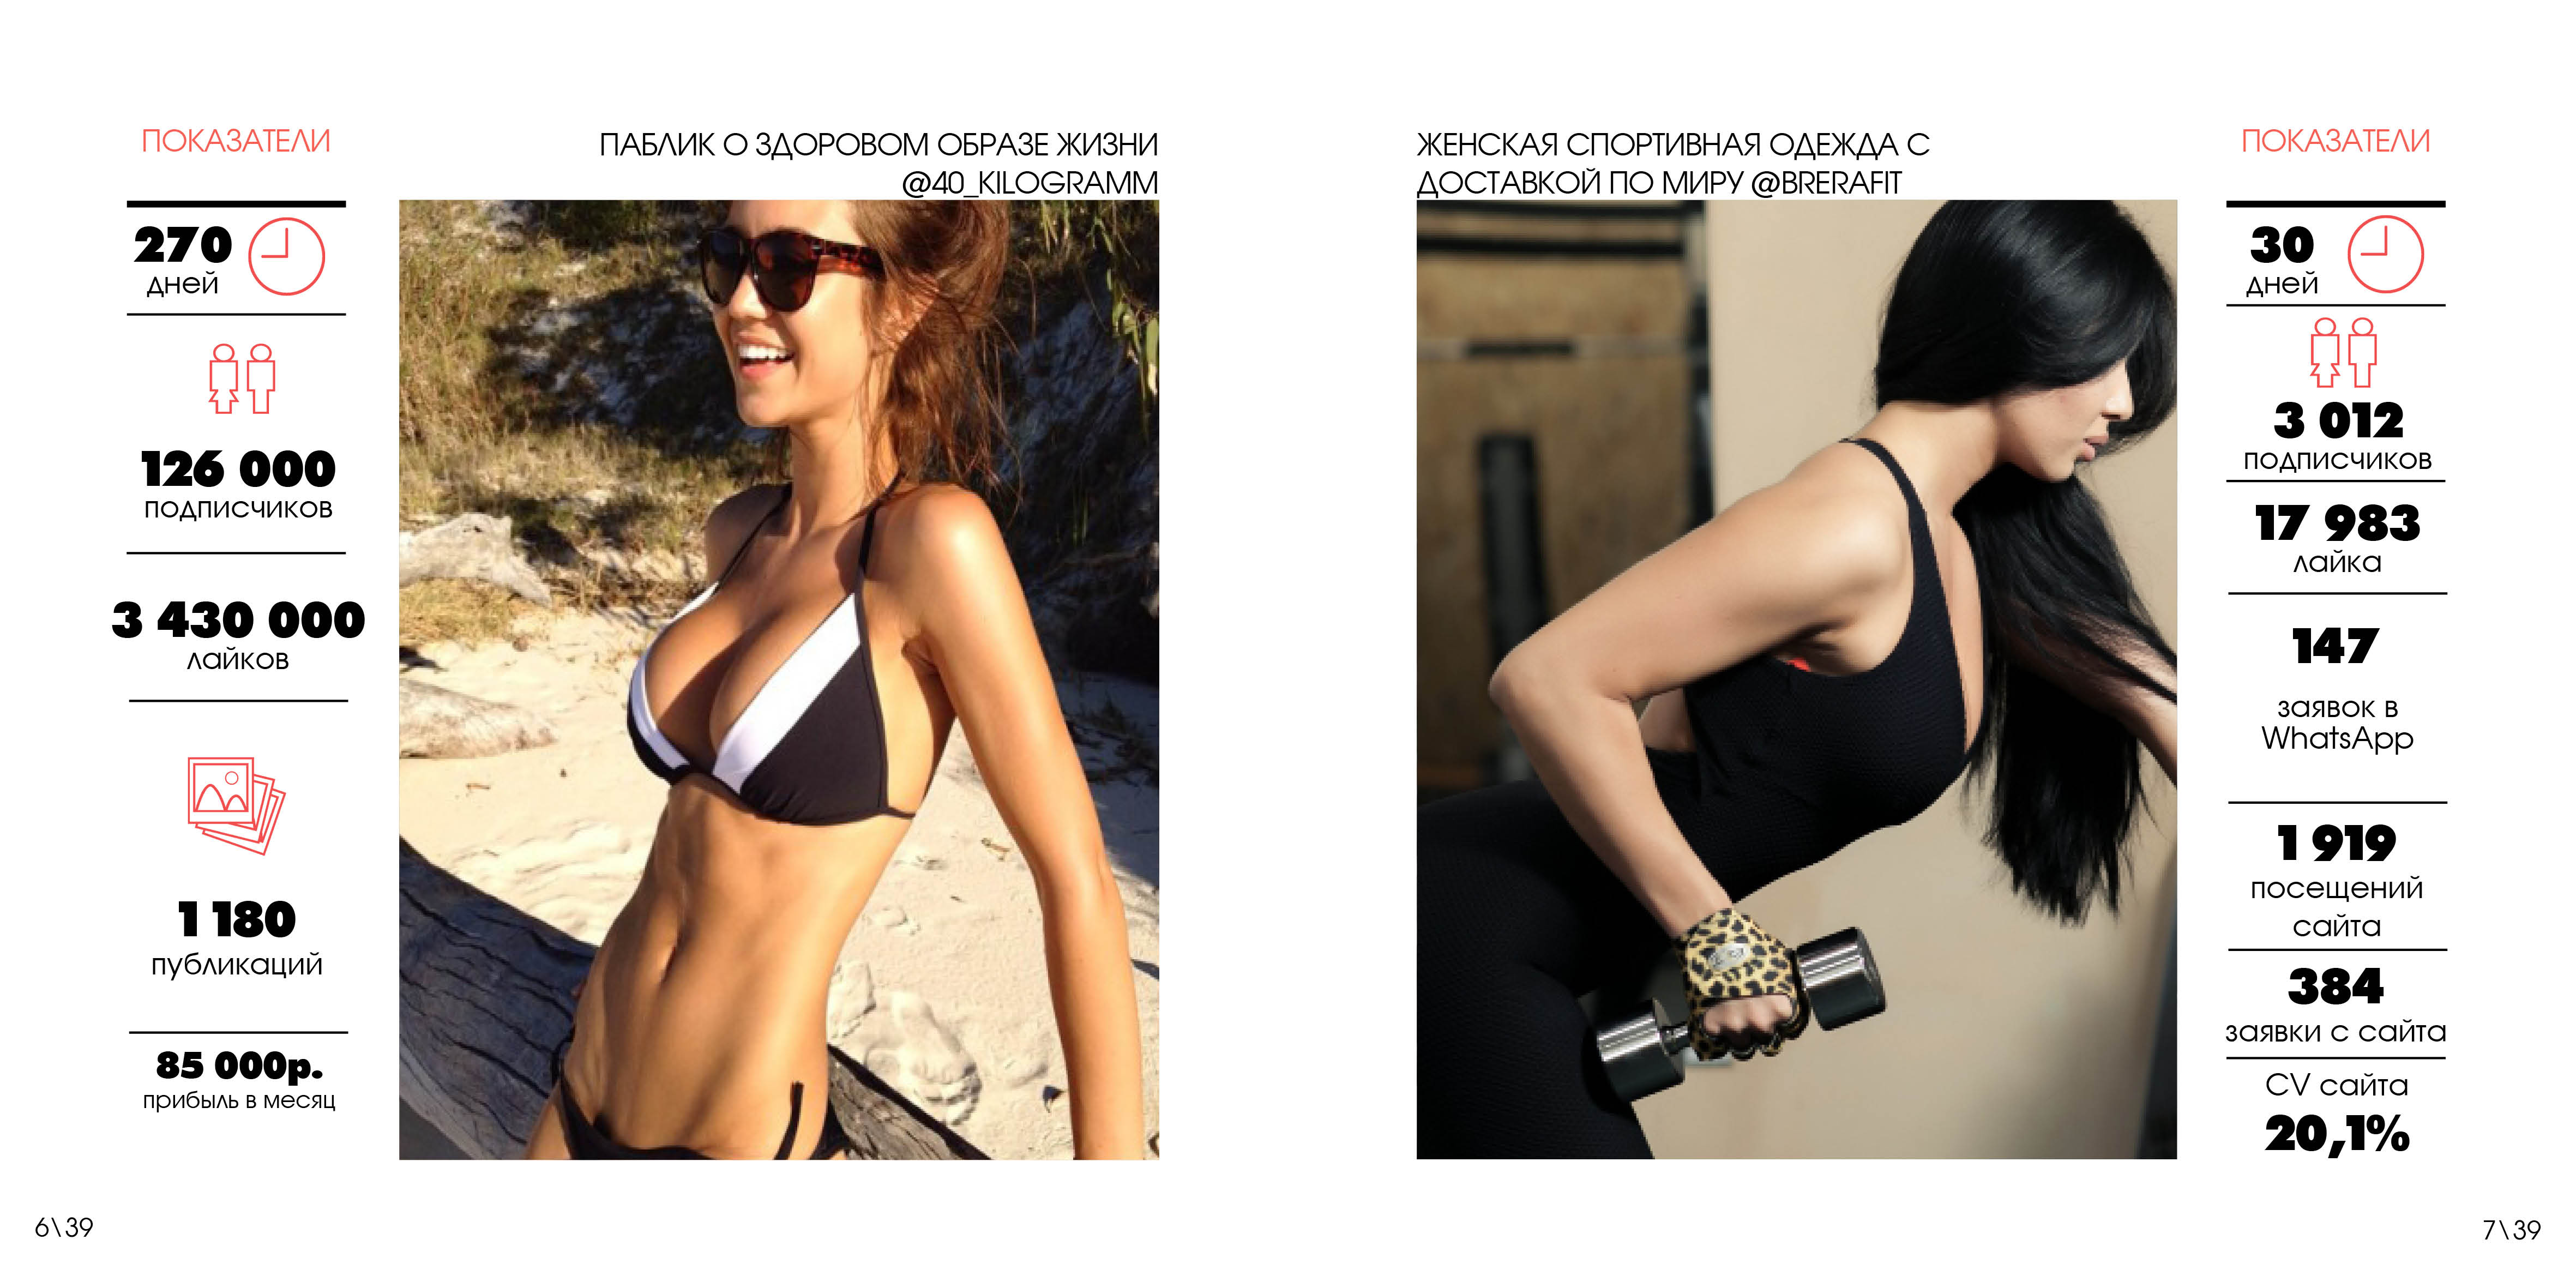 ПОКАЗАТЕЛИ
270
дней
126 000
подписчиков
3 430 000
лайков
1 180
публикаций
85 000р.
прибыль в месяц
ПАБЛИК О ЗДОРОВОМ ОБРАЗЕ ЖИЗНИ
@40_KILOGRAMM
6\39
ЖЕНСКАЯ СПОРТИВНАЯ ОДЕЖДА С
ДОСТАВКОЙ ПО МИРУ @BRERAFIT
ПОКАЗАТЕЛИ
30
дней
3 012
подписчиков
17 983
лайка
147
заявок в
WhatsApp
1 919
посещений
сайта
384
заявки с сайта
CV сайта
20,1%
7\39